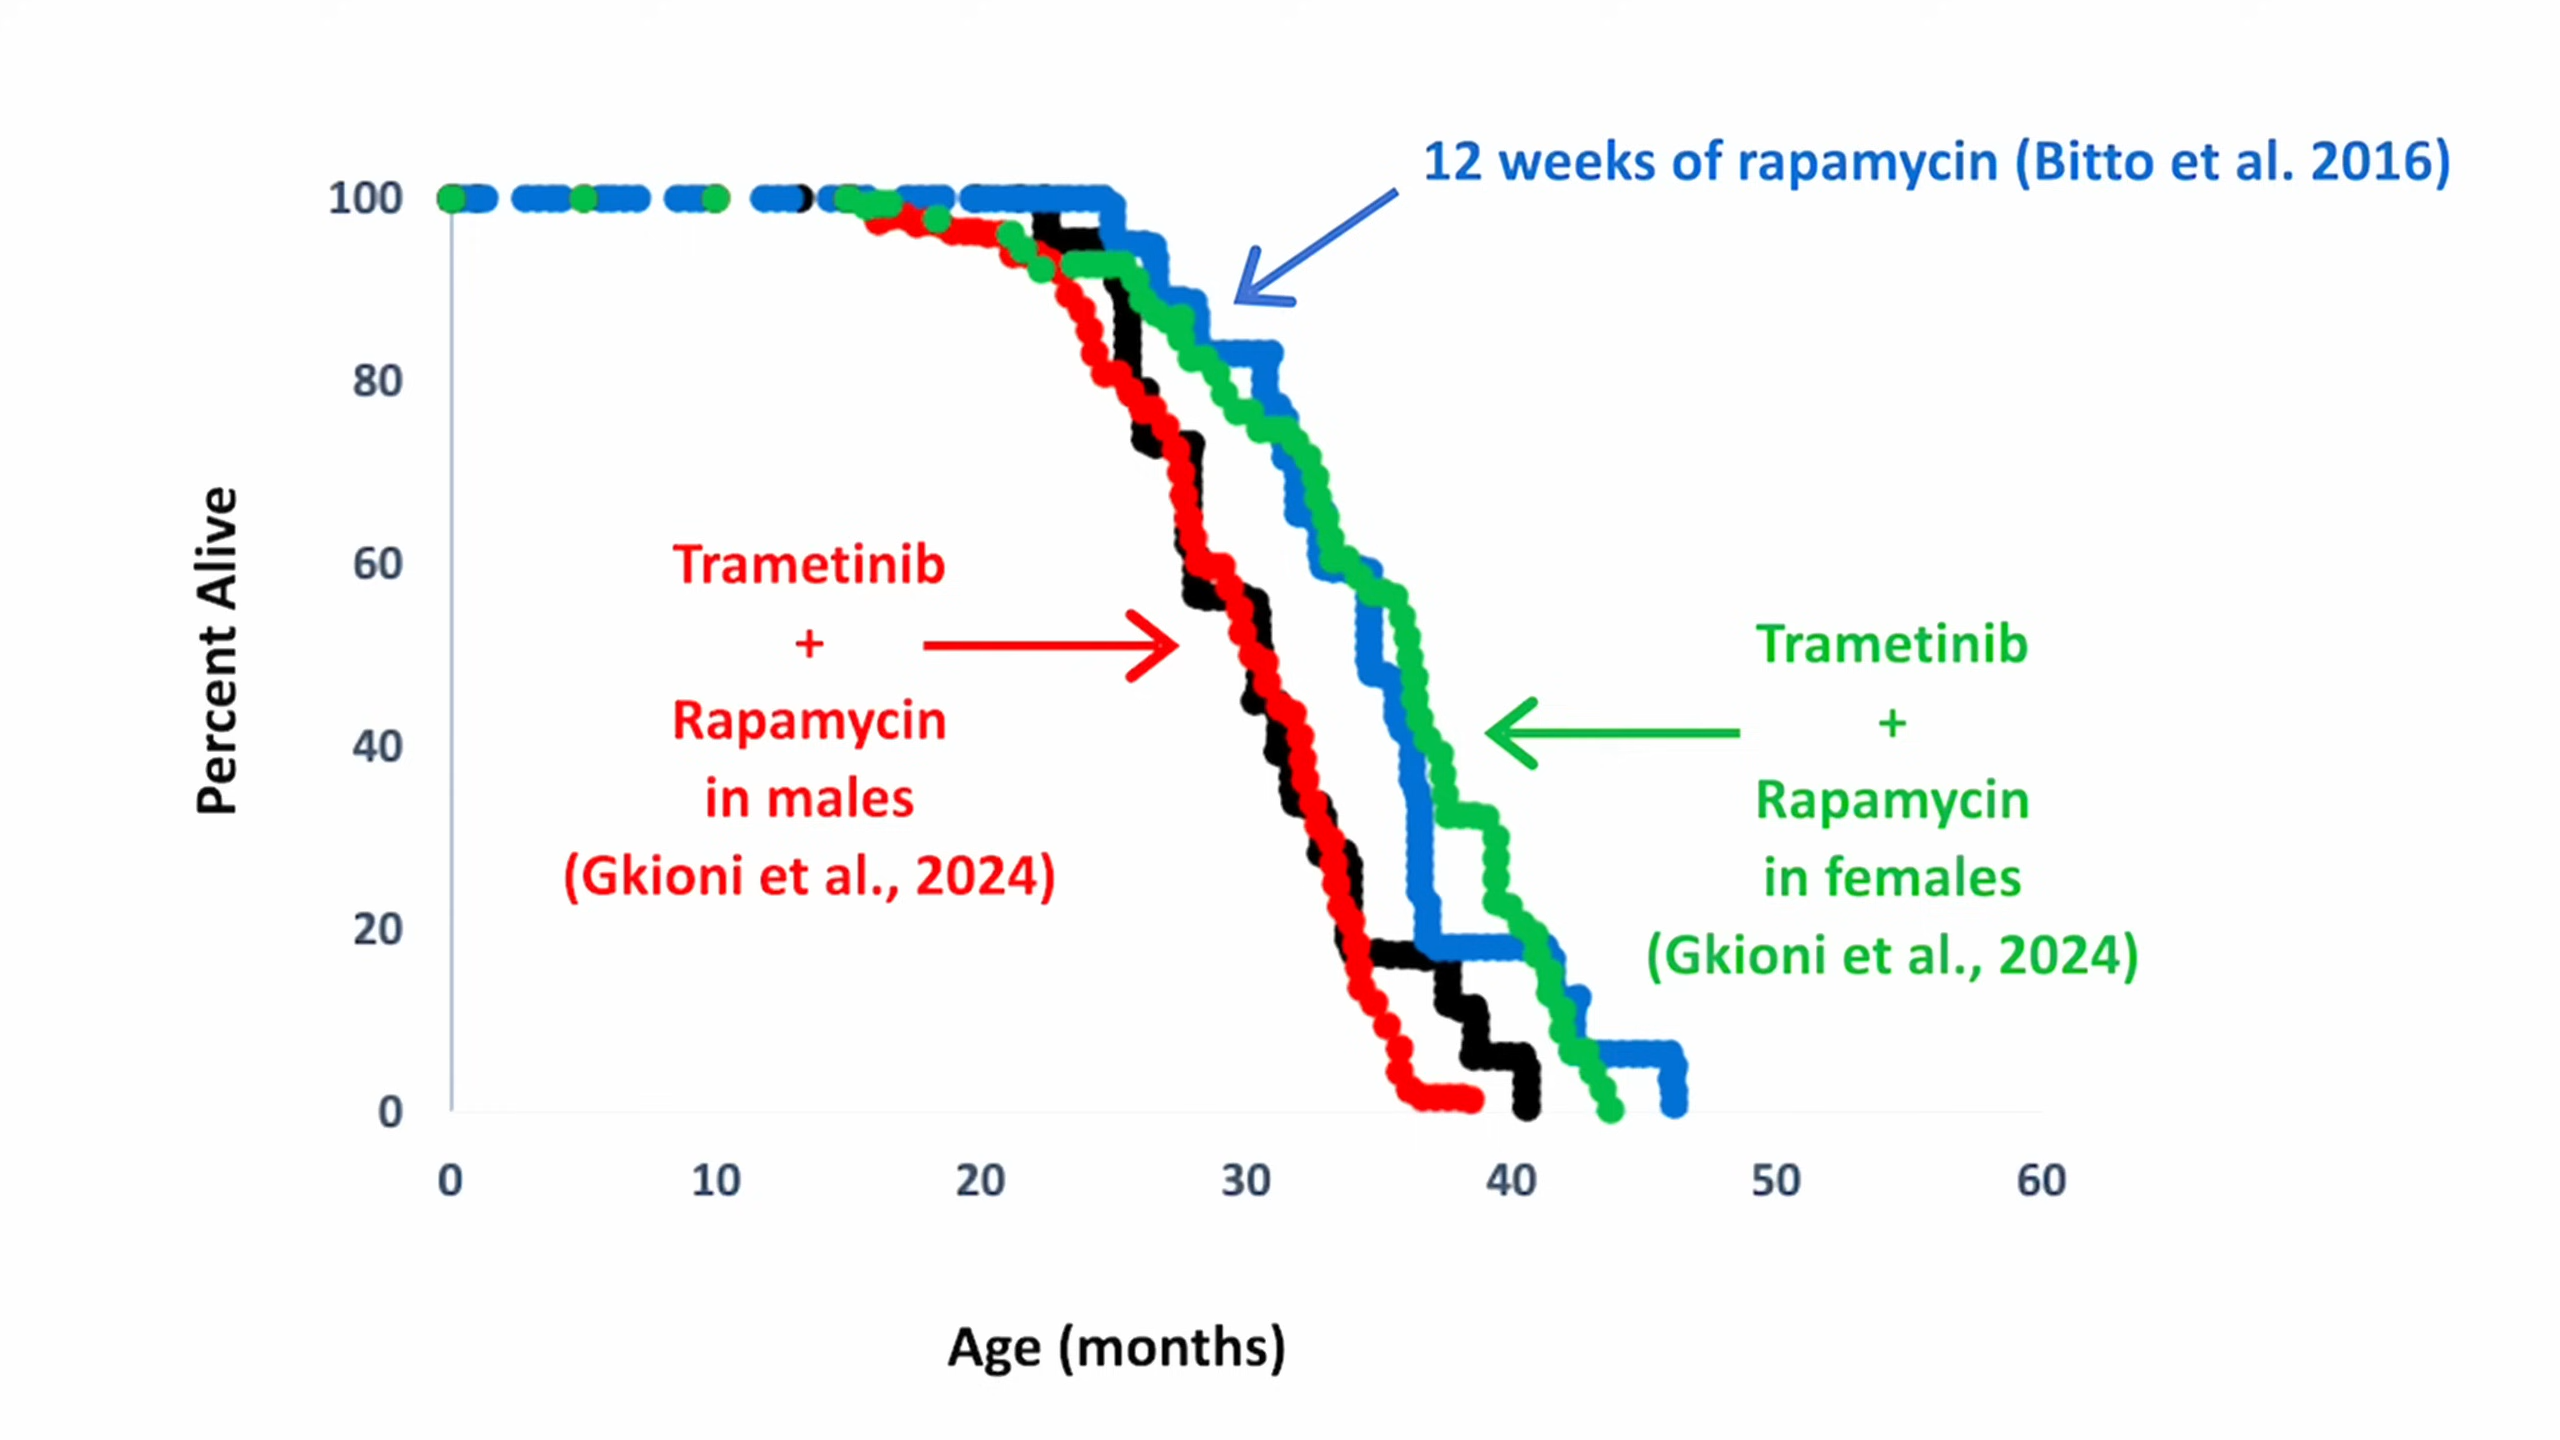 12 weeks of rapamycin (Bitto et al. 2016)
100
80
60
40
20
0
Percent Alive
Trametinib
+
Rapamycin
in males
(Gkioni et al., 2024)
Trametinib
+
Rapamycin
in females
(Gkioni et al., 2024)
0 10 20 30 40 50 60
Age (months)